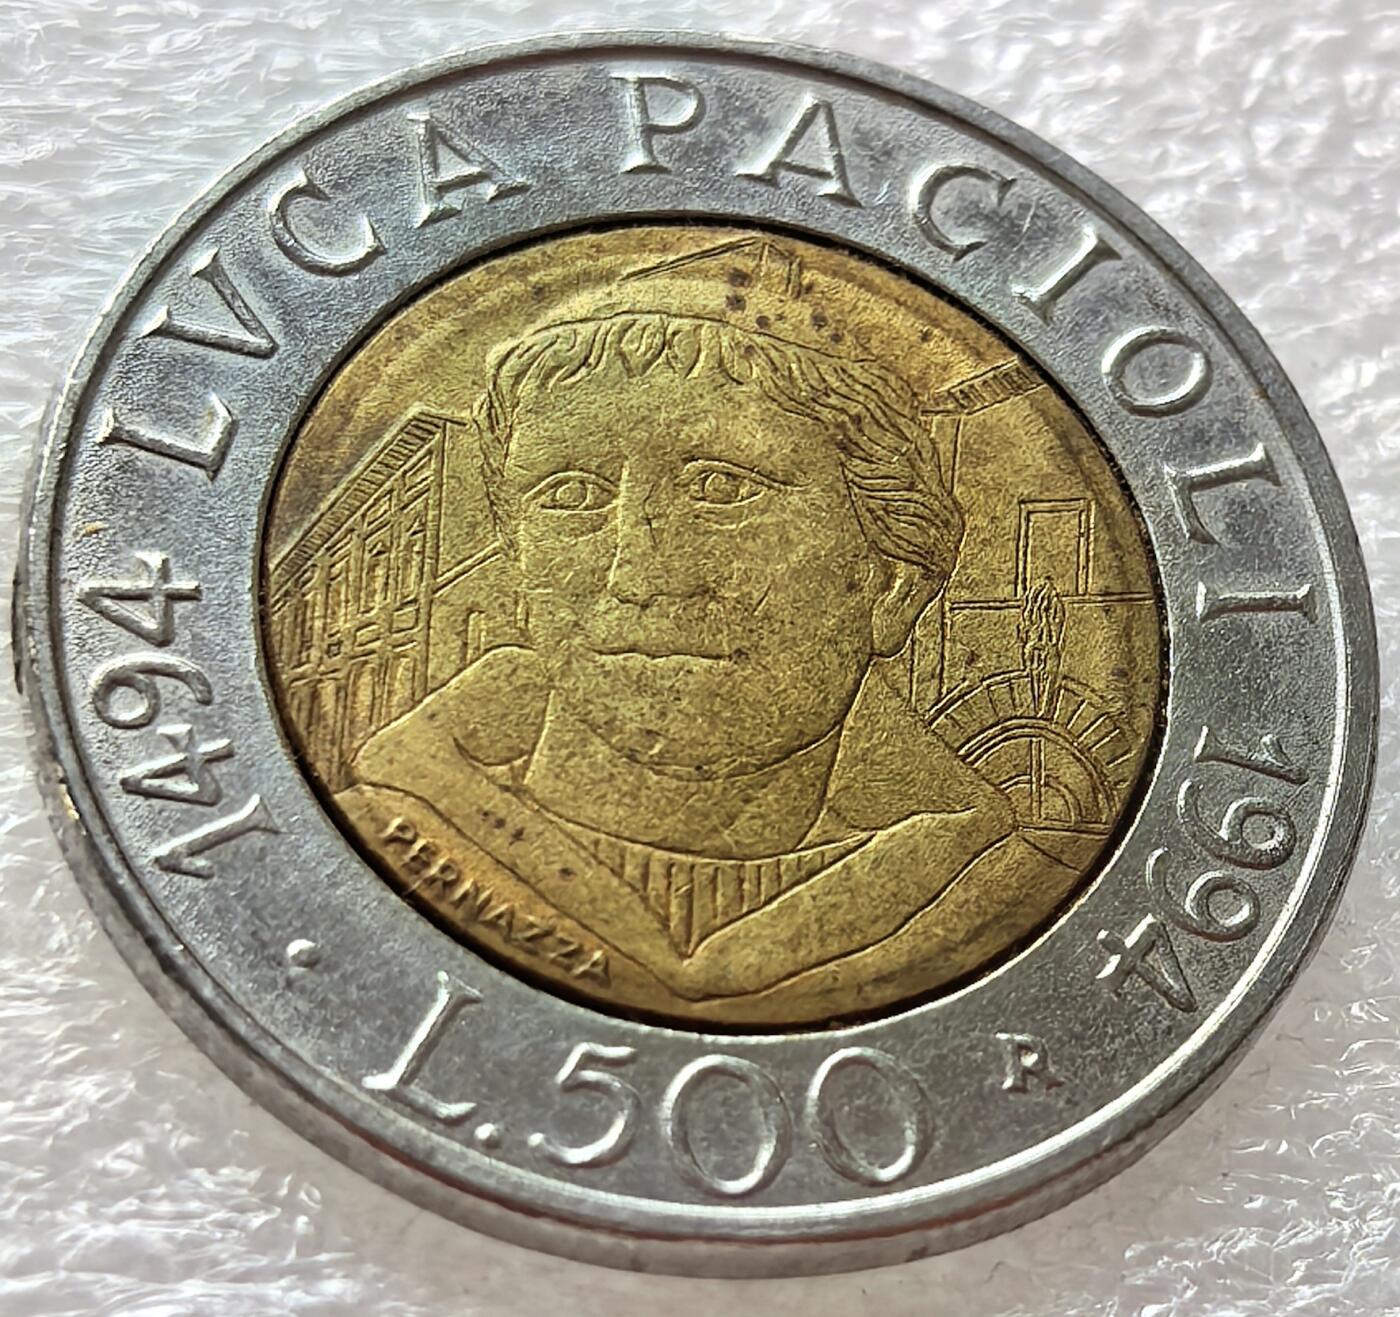 1494 LVCA PACIOLI 1994
PERNAZZA
L.500
R